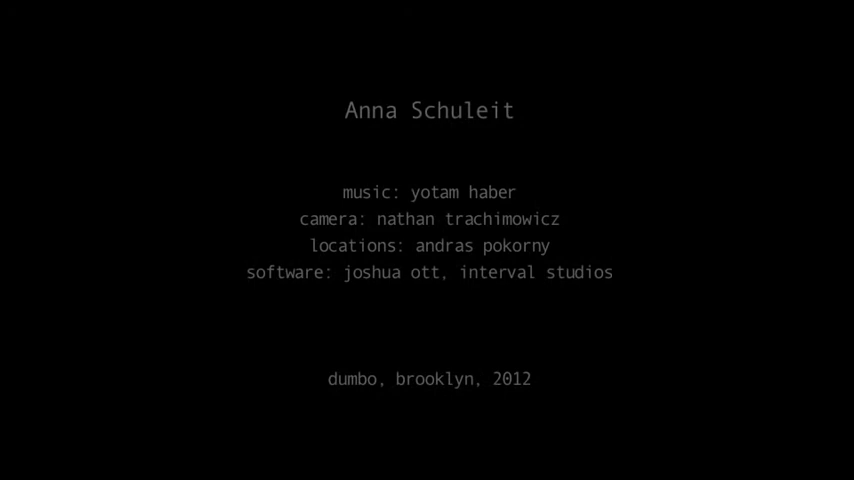 Anna Schuleit
music: yotam haber
camera: nathan trachimowicz
locations: andras pokorny
software: joshua ott, interval studios
dumbo, brooklyn, 2012